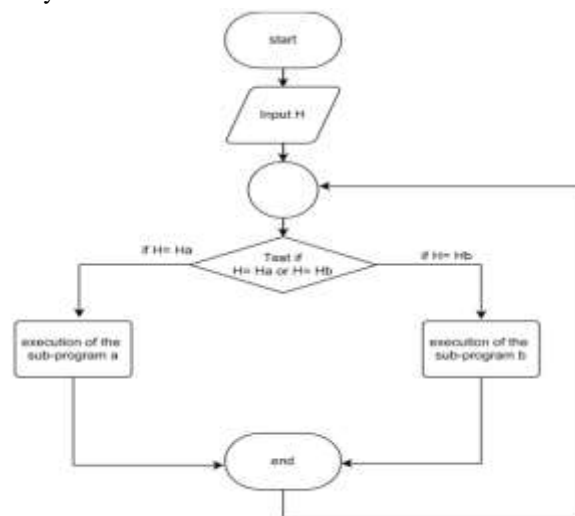 start
Input H
if H= Ha
Test if
H= Ha or H= Hb
if H= Hb
execution of the
sub-program a
execution of the
sub-program b
end